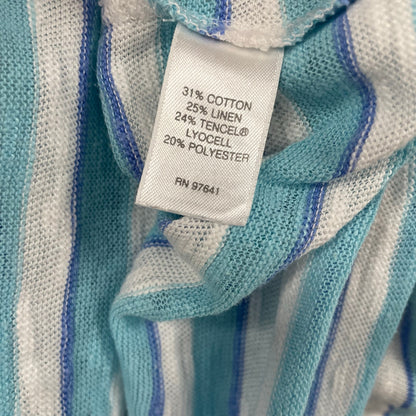 31% COTTON
25% LINEN
24% TENCEL®
LYOCELL
20% POLYESTER
RN 97641